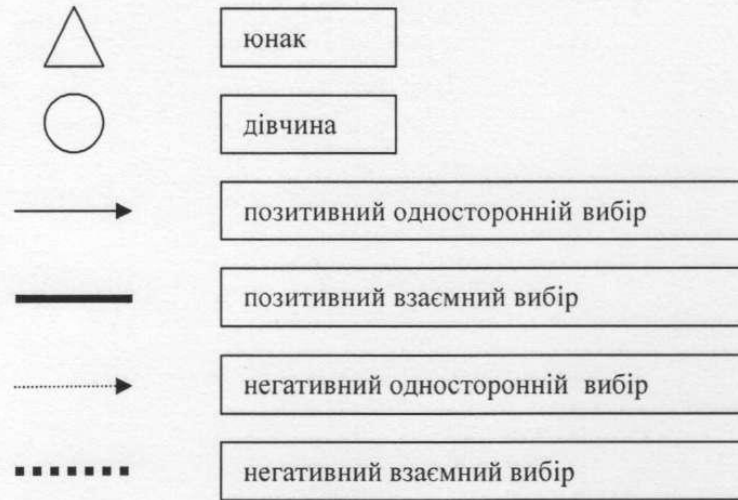 юнак
дівчина
позитивний односторонній вибір
позитивний взаємний вибір
негативний односторонній вибір
негативний взаємний вибір